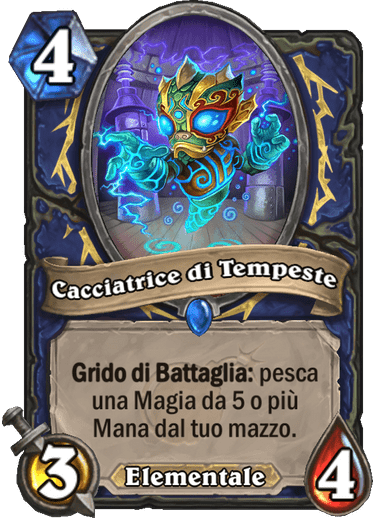 4
Cacciatrice di Tempeste
Grido di Battaglia: pesca
una Magia da 5 o più
Mana dal tuo mazzo.
3
Elementale
4